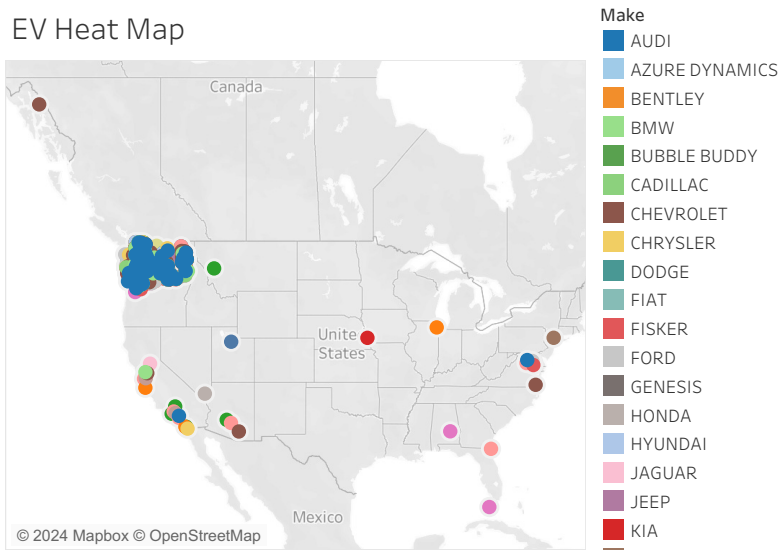 EV Heat Map
Canada
United
States
Mexico
© 2024 Mapbox © OpenStreetMap
Make
AUDI
AZURE DYNAMICS
BENTLEY
BMW
BUBBLE BUDDY
CADILLAC
CHEVROLET
CHRYSLER
DODGE
FIAT
FISKER
FORD
GENESIS
HONDA
HYUNDAI
JAGUAR
JEEP
KIA